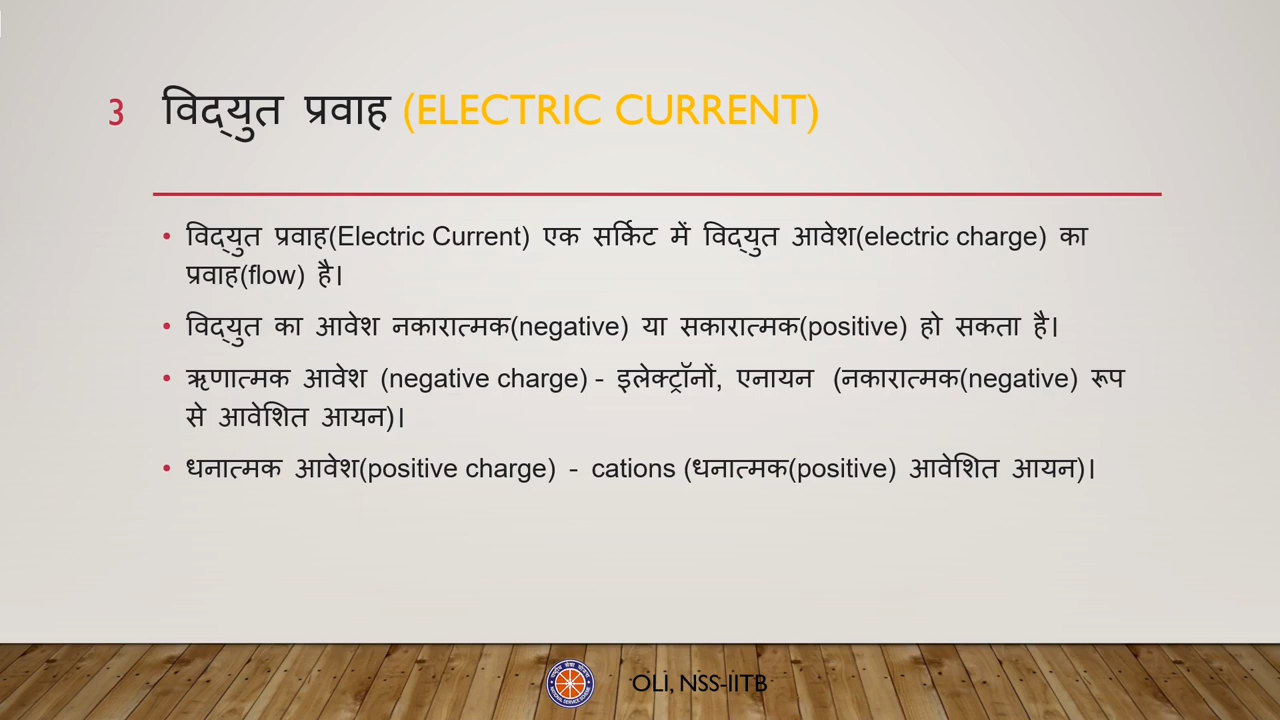 3 विद्युत प्रवाह (ELECTRIC CURRENT)
• विद्युत प्रवाह(Electric Current) एक सर्किट में विद्युत आवेश(electric charge) का
प्रवाह(flow) है।
• विद्युत का आवेश नकारात्मक(negative) या सकारात्मक(positive) हो सकता है।
• ऋणात्मक आवेश (negative charge) - इलेक्ट्रॉनों, एनायन (नकारात्मक(negative) रूप
से आवेशित आयन)।
• धनात्मक आवेश(positive charge) - cations (धनात्मक(positive) आवेशित आयन)।
OLI, NSS-IITB